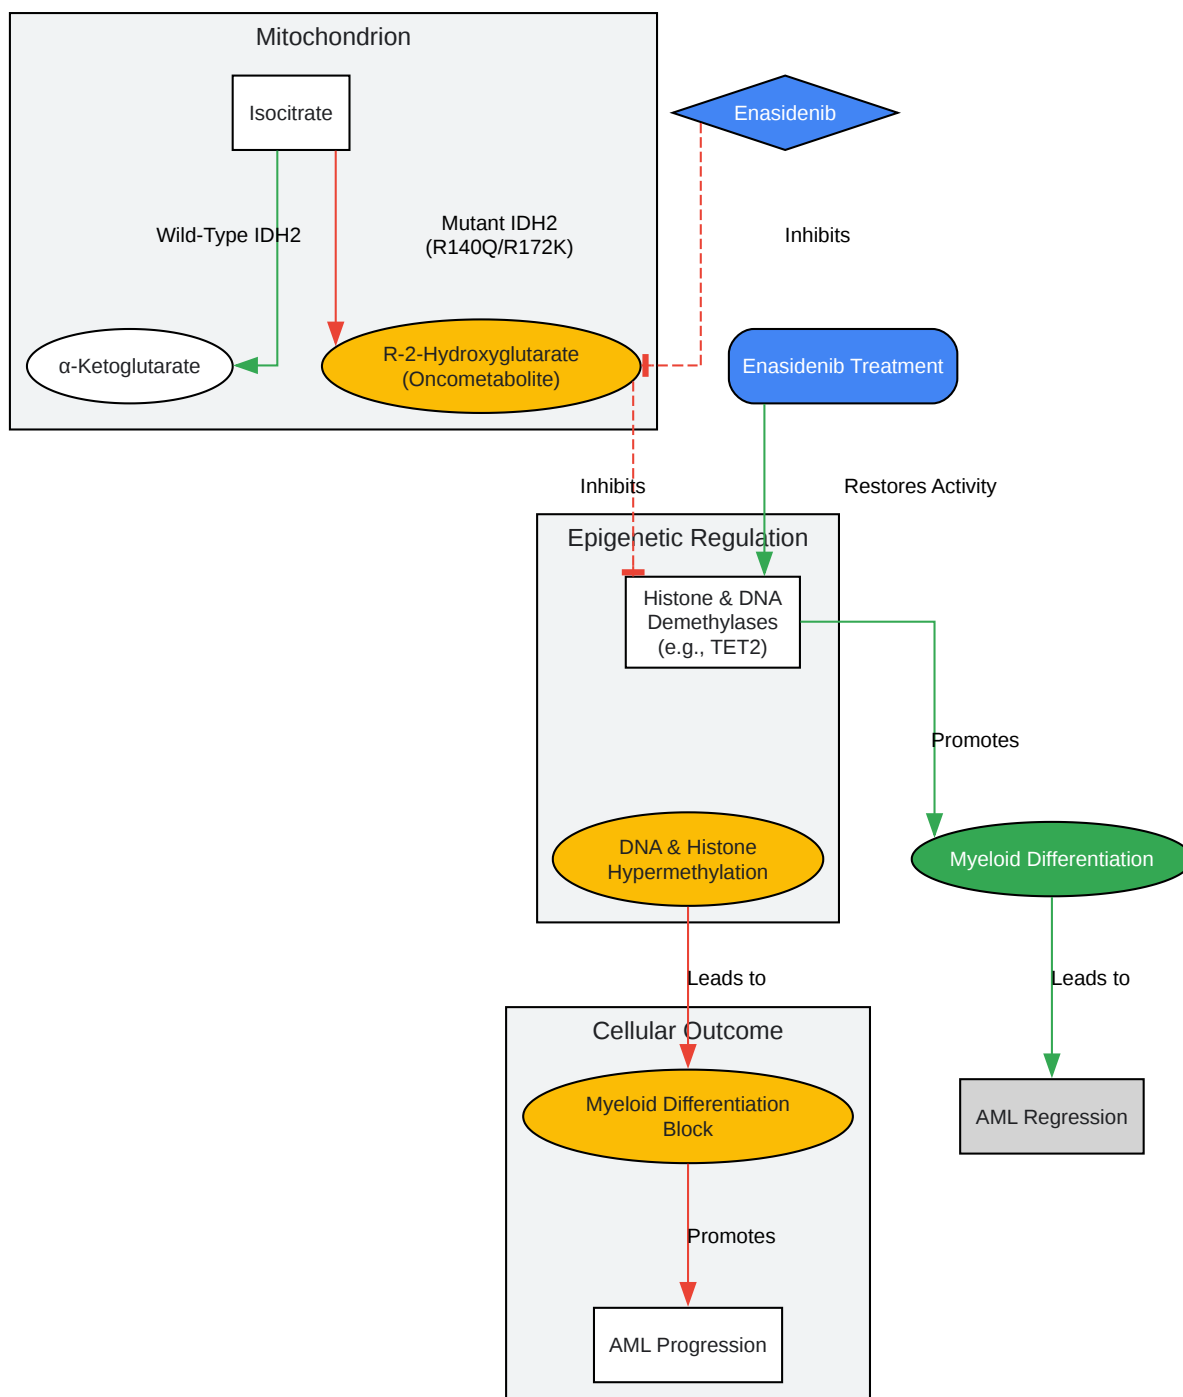 Mitochondrion
Isocitrate
Enasidenib
Wild-Type IDH2
Mutant IDH2
(R140Q/R172K)
Inhibits
α-Ketoglutarate
R-2-Hydroxyglutarate
(Oncometabolite)
Enasidenib Treatment
Inhibits
Restores Activity
Epigenetic Regulation
Histone & DNA
Demethylases
(e.g., TET2)
Promotes
DNA & Histone
Hypermethylation
Myeloid Differentiation
Leads to
Leads to
Cellular Outcome
Myeloid Differentiation
Block
AML Regression
Promotes
AML Progression